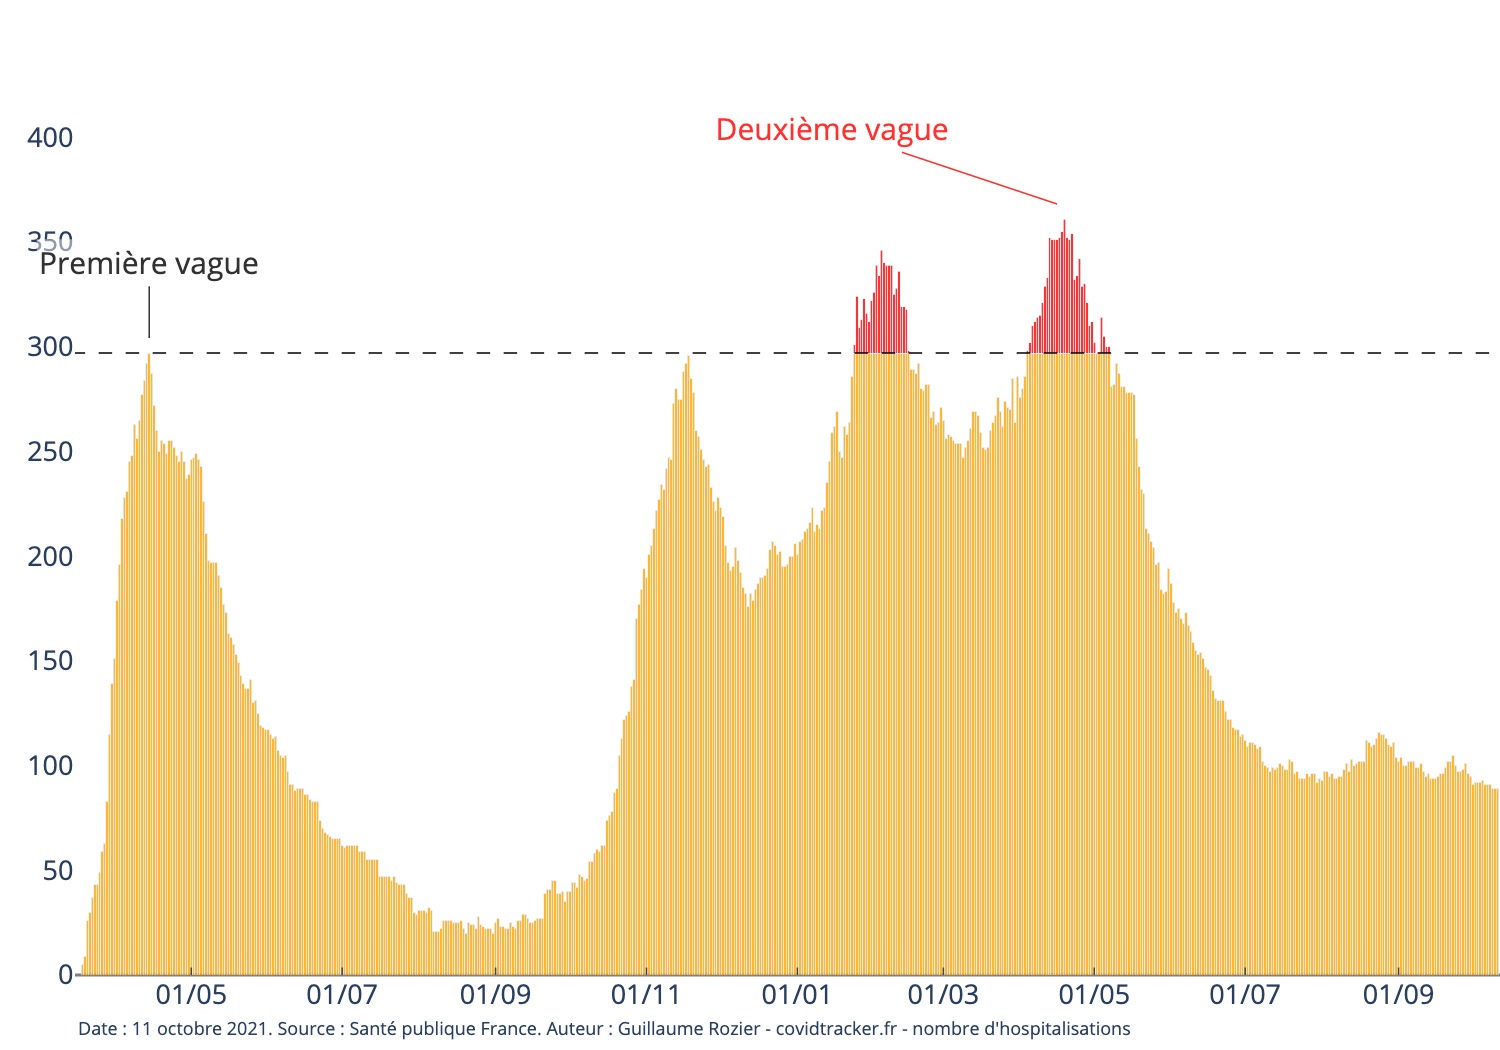 Deuxième vague
400
350
Première vague
300
250
200
150
100
50
0
01/05 01/07 01/09 01/11 01/01 01/03 01/05 01/07 01/09
Date : 11 octobre 2021. Source : Santé publique France. Auteur : Guillaume Rozier - covidtracker.fr - nombre d'hospitalisations